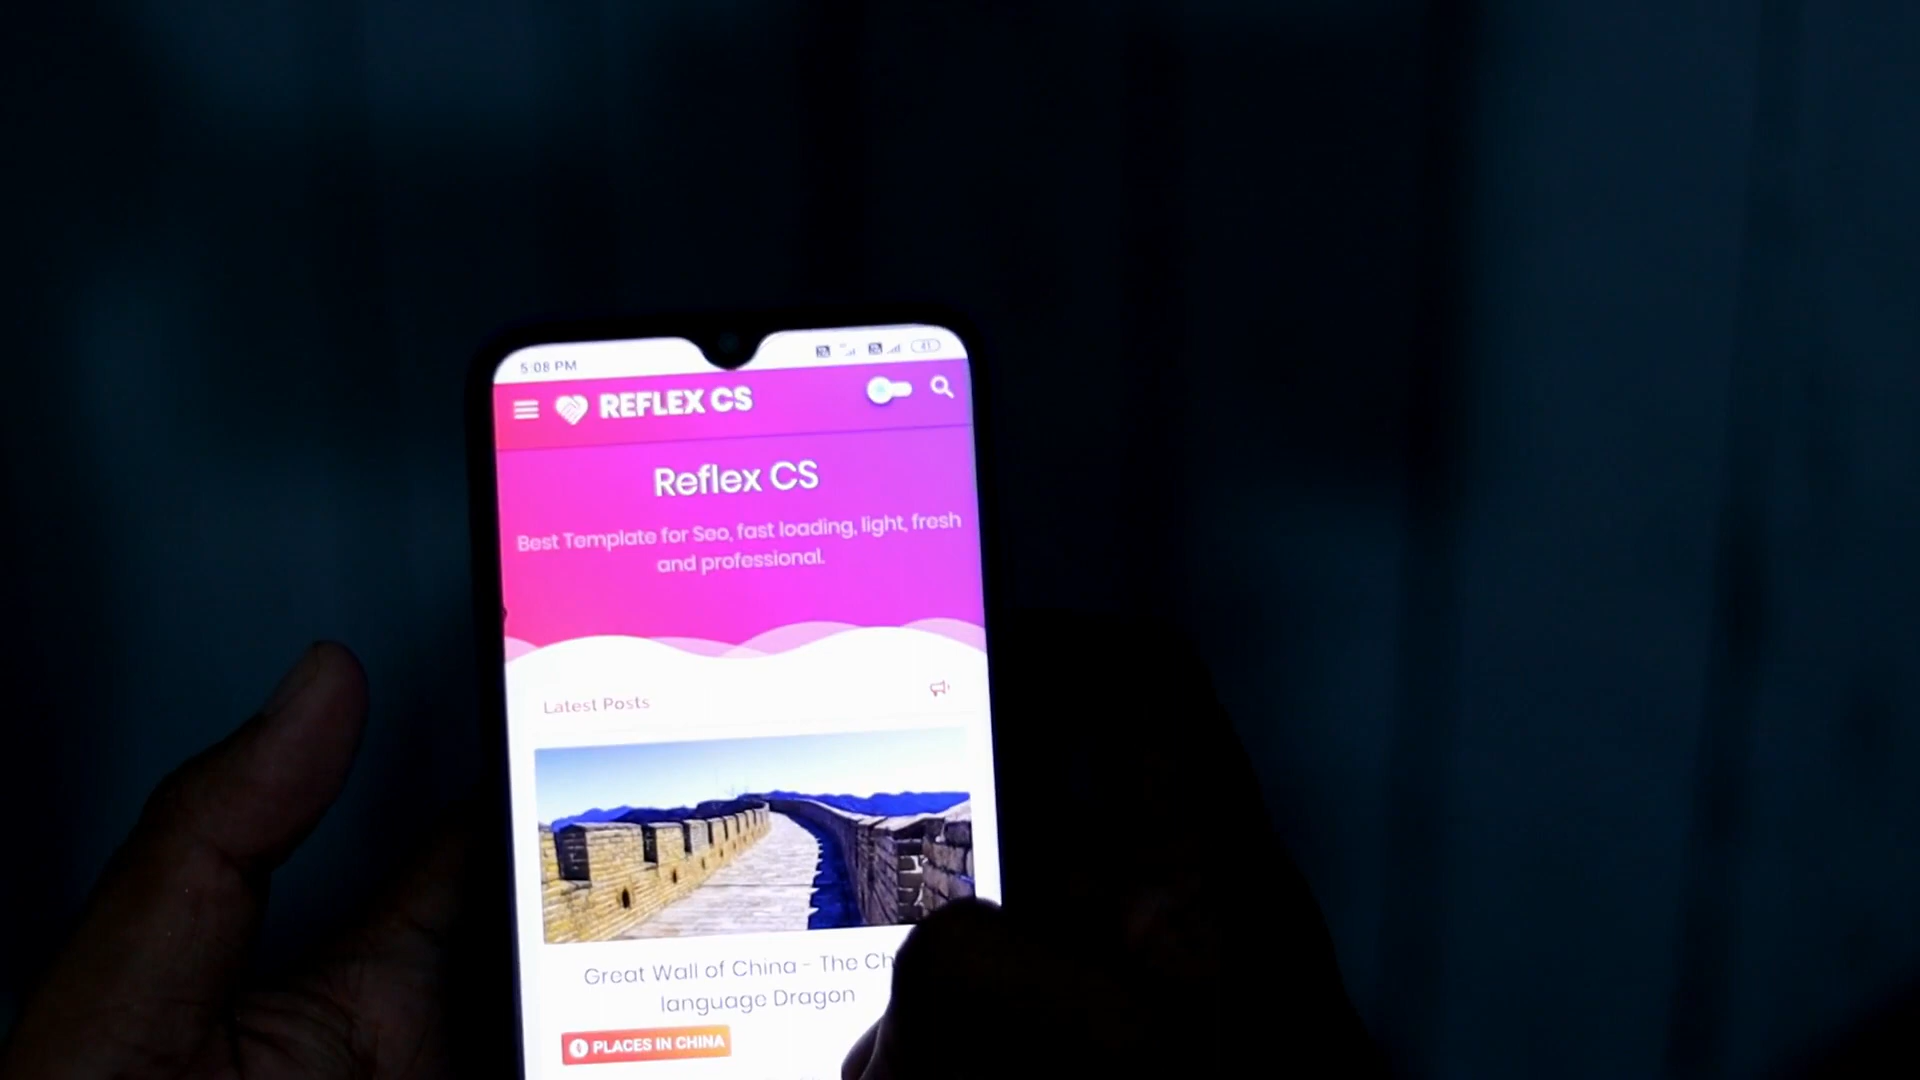 5:08 PM
41
REFLEX CS
Reflex CS
Best Template for Seo, fast loading, light, fresh
and professional.
Latest Posts
Great Wall of China - The Ch
language Dragon
PLACES IN CHINA